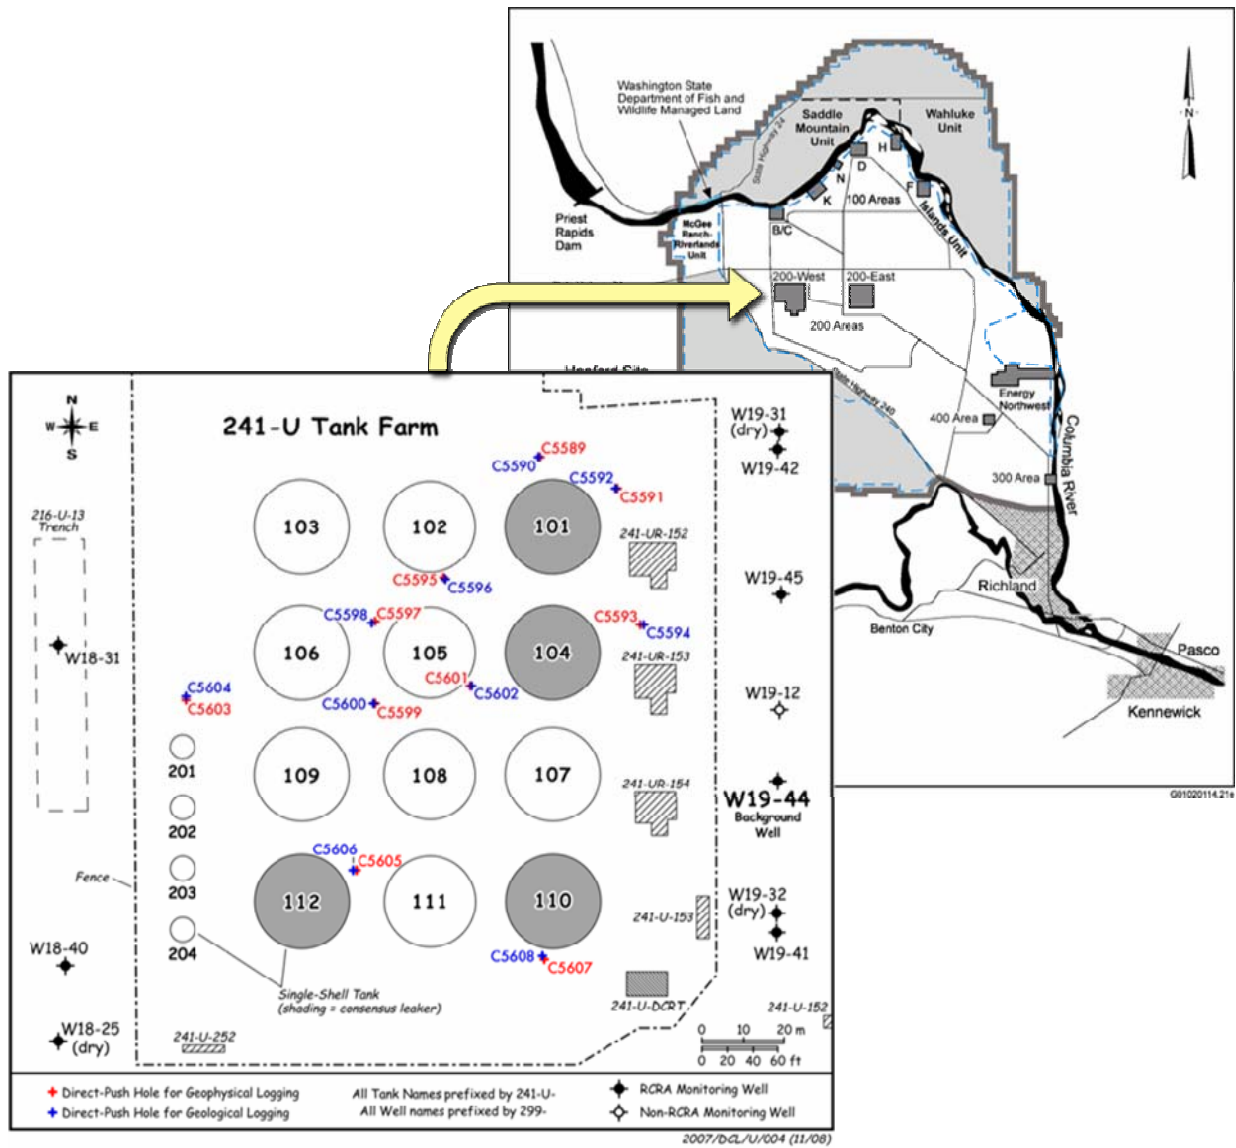 Washington State
Department of Fish and
Wildlife Managed Land
State Highway 24
Saddle
Mountain
Unit
Wahluke
Unit
N
H
D
N
K
F
100 Areas
B/C
Islands Unit
Priest
Rapids
Dam
McGee
Ranch-
Riverlands
Unit
200-West
200-East
200 Areas
Hanford Site
State Highway 240
Energy
Northwest
400 Area
300 Area
Columbia River
Richland
Benton City
Pasco
Kennewick
G01020114.21e
N
W E
S
241-U Tank Farm
C5589
C5590
C5592
C5591
W19-31
(dry)
W19-42
216-U-13
Trench
103
102
101
241-UR-152
C5595
C5596
W19-45
C5598
C5597
C5593
C5594
W18-31
106
105
104
241-UR-153
C5601
C5602
C5604
C5603
C5600
C5599
W19-12
201
109
108
107
241-UR-154
W19-44
Background
Well
202
C5606
C5605
Fence
203
112
111
110
241-U-153
W19-32
(dry)
W19-41
204
W18-40
C5608
C5607
Single-Shell Tank
(shading = consensus leaker)
241-U-DCRT
241-U-152
W18-25
(dry)
241-U-252
0 10 20 m
0 20 40 60 ft
Direct-Push Hole for Geophysical Logging
Direct-Push Hole for Geological Logging
All Tank Names prefixed by 241-U-
All Well names prefixed by 299-
RCRA Monitoring Well
Non-RCRA Monitoring Well
2007/DCL/U/004 (11/08)